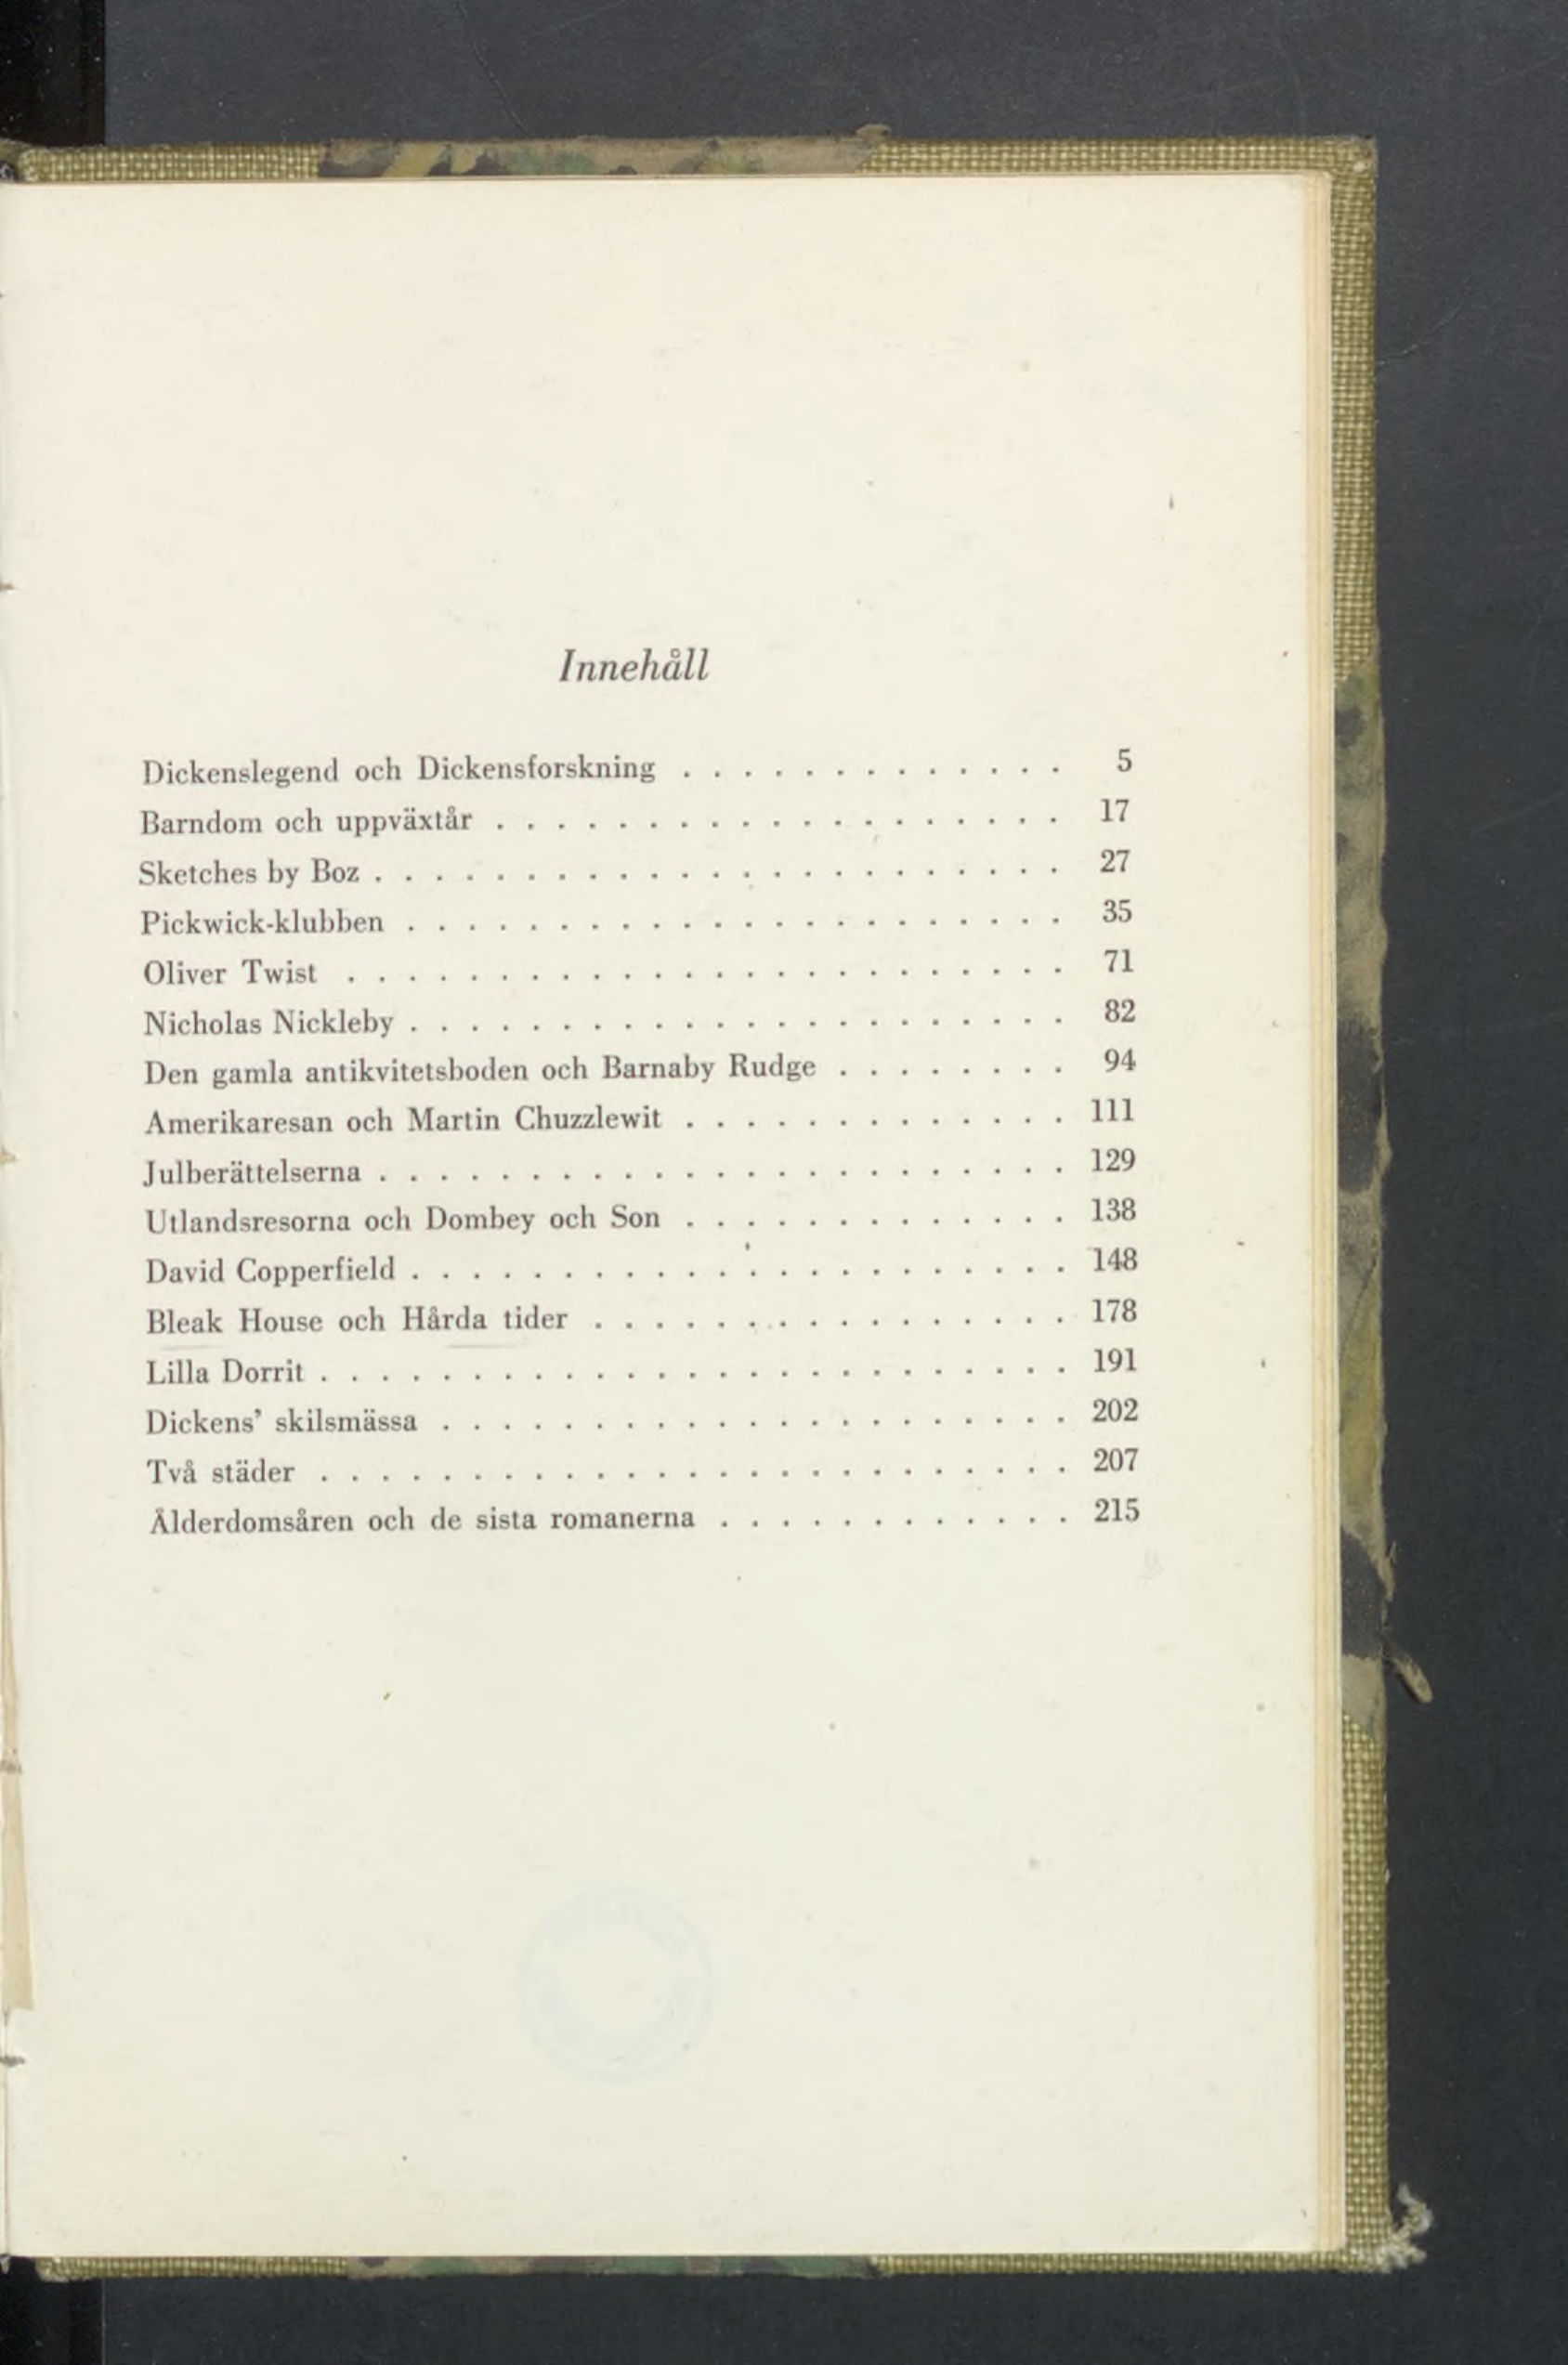 Innehåll
Dickenslegend och Dickensforskning . . . . . . . . . . . . . 5
Barndom och uppväxtår . . . . . . . . . . . . . . . . . . . 17
Sketches by Boz . . . . . . . . . . . . . . . . . . . . . . . 27
Pickwick-klubben . . . . . . . . . . . . . . . . . . . . . . 35
Oliver Twist . . . . . . . . . . . . . . . . . . . . . . . . 71
Nicholas Nickleby . . . . . . . . . . . . . . . . . . . . . . 82
Den gamla antikvitetsboden och Barnaby Rudge . . . . . . . . 94
Amerikaresan och Martin Chuzzlewit . . . . . . . . . . . . . 111
Julberättelserna . . . . . . . . . . . . . . . . . . . . . . . 129
Utlandsresorna och Dombey och Son . . . . . . . . . . . . . 138
David Copperfield . . . . . . . . . . . . . . . . . . . . . . 148
Bleak House och Hårda tider . . . . . . . . . . . . . . . . 178
Lilla Dorrit . . . . . . . . . . . . . . . . . . . . . . . . . 191
Dickens’ skilsmässa . . . . . . . . . . . . . . . . . . . . . 202
Två städer . . . . . . . . . . . . . . . . . . . . . . . . . 207
Ålderdomsåren och de sista romanerna . . . . . . . . . . . . 215